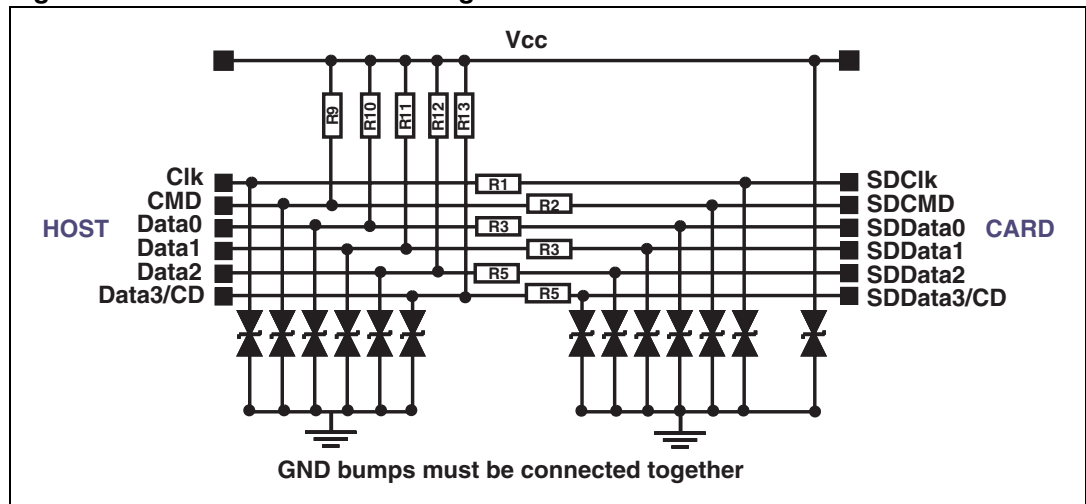 Vcc
R9
R10
R11
R12
R13
Clk
R1
SDClk
CMD
R2
SDCMD
HOST
Data0
R3
SDData0
CARD
Data1
R3
SDData1
Data2
R5
SDData2
Data3/CD
R5
SDData3/CD
GND bumps must be connected together